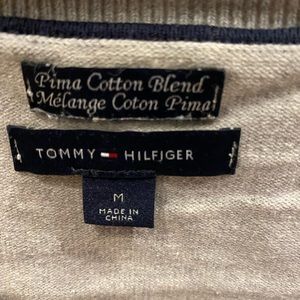 Pima Cotton Blend
Mélange Coton Pima
TOMMY HILFIGER
M
MADE IN
CHINA